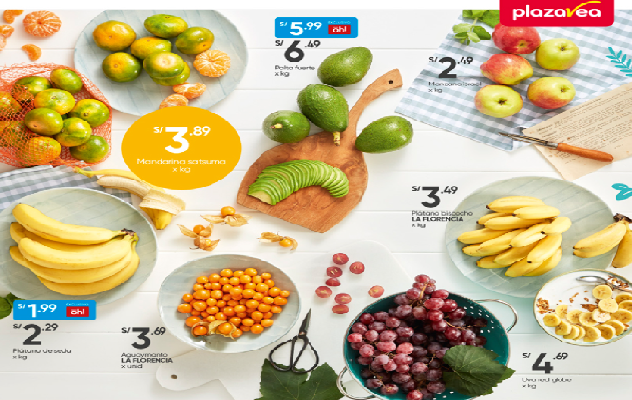 plazavea
S/ 5.99 oh!
S/ 6.49
Palta fuerte
x kg
S/ 2.49
x kg
S/ 3.89
Mandarina satsuma
x kg
S/ 3.49
Plátano bizcocho
LA FLORENCIA
x kg
S/ 1.99 oh!
S/ 2.29
Plátano de seda
x kg
S/ 3.69
Aguaymanto
LA FLORENCIA
x unid
S/ 4.69
Uva red globe
x kg